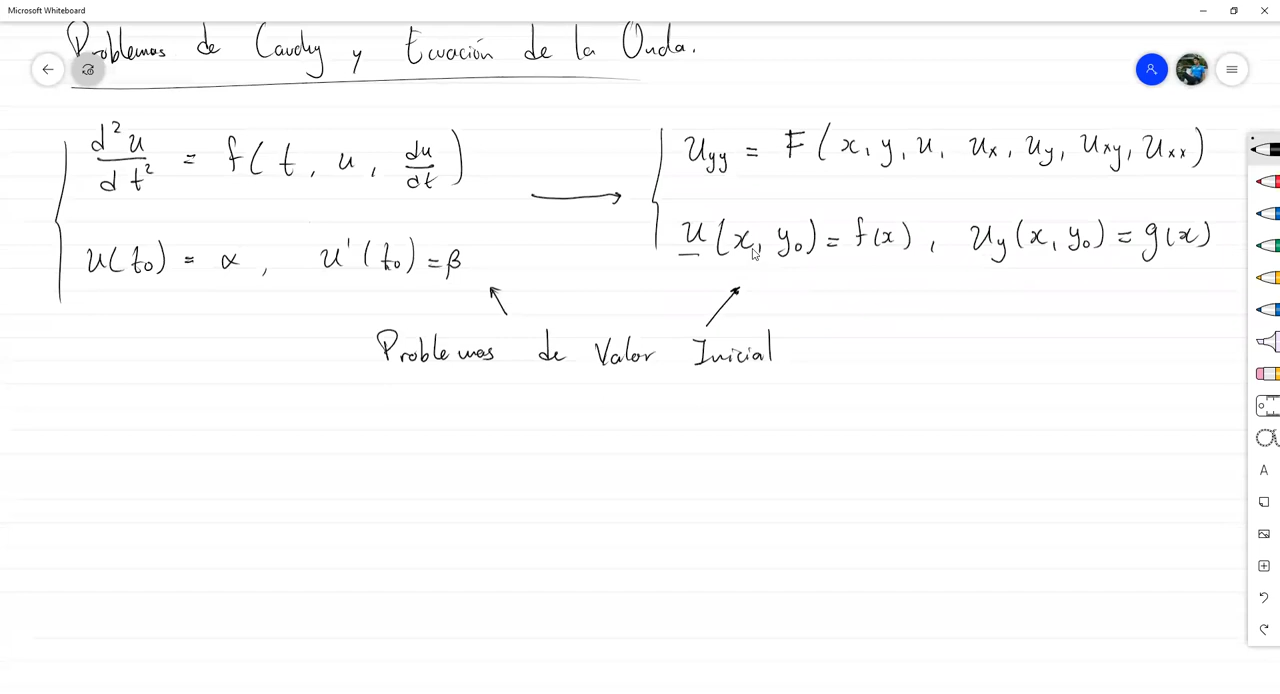 Microsoft Whiteboard
Problemas de Cauchy y Ecuación de la Onda.
d²u/dt² = f(t, u, du/dt)
u(t₀) = α, u'(t₀) = β
u_yy = F(x, y, u, u_x, u_y, u_xy, u_xx)
u(x, y₀) = f(x), u_y(x, y₀) = g(x)
Problemas de Valor Inicial
A